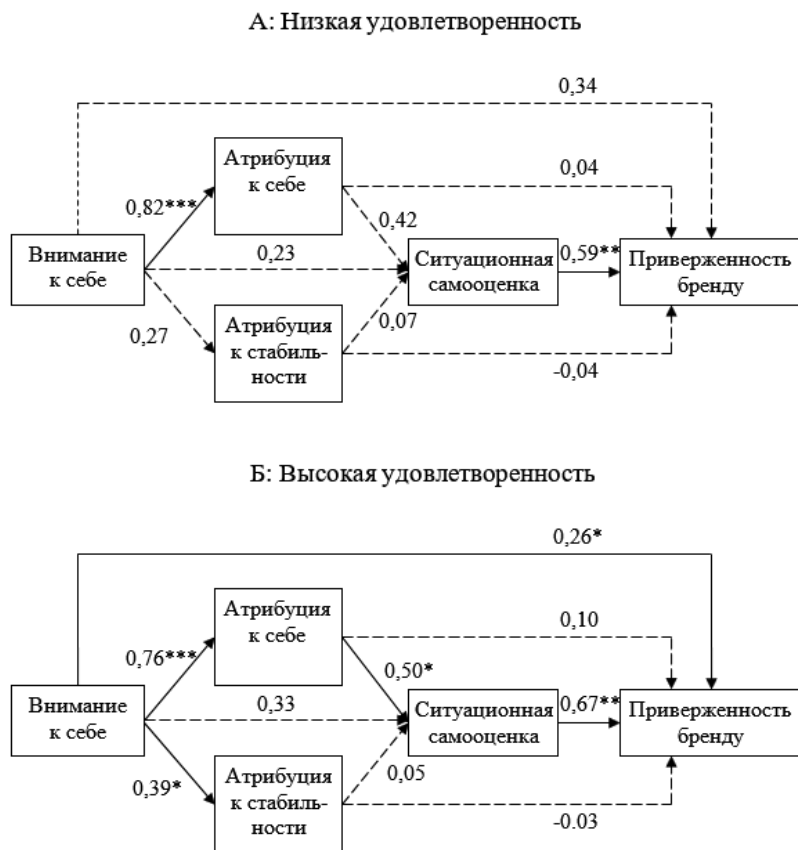 А: Низкая удовлетворенность
0,34
Атрибуция
к себе
0,04
0,82***
0,42
Внимание
к себе
0,23
Ситуационная
самооценка
0,59**
Приверженность
бренду
0,27
Атрибуция
к стабиль-
ности
0,07
-0,04
Б: Высокая удовлетворенность
0,26*
Атрибуция
к себе
0,10
0,76***
0,50*
Внимание
к себе
0,33
Ситуационная
самооценка
0,67**
Приверженность
бренду
0,39*
Атрибуция
к стабиль-
ности
0,05
-0.03